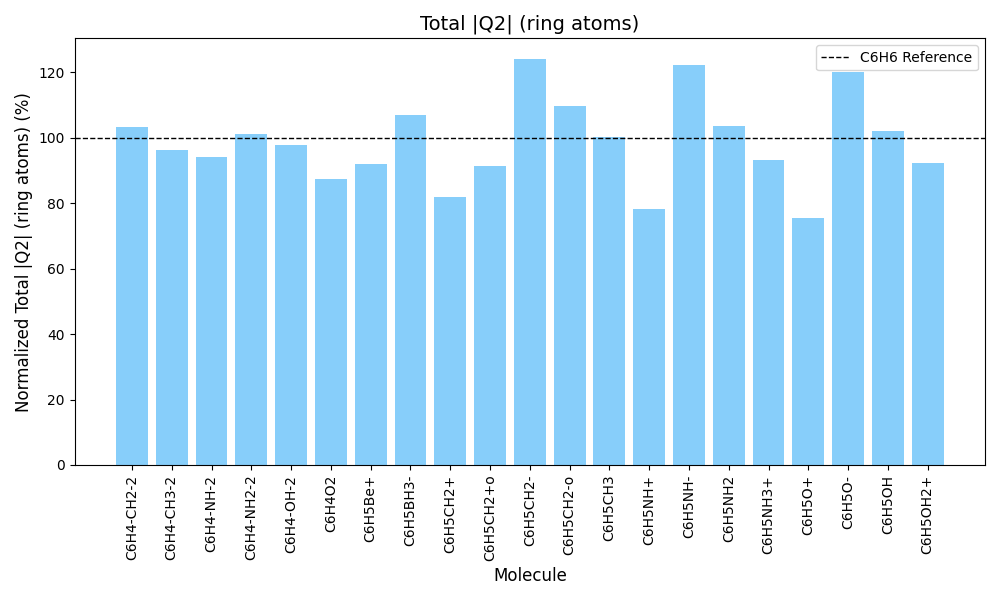 Total |Q2| (ring atoms)
C6H6 Reference
Normalized Total |Q2| (ring atoms) (%)
120
100
80
60
40
20
0
C6H4-CH2-2
C6H4-CH3-2
C6H4-NH-2
C6H4-NH2-2
C6H4-OH-2
C6H4O2
C6H5Be+
C6H5BH3-
C6H5CH2+
C6H5CH2+o
C6H5CH2-
C6H5CH2-o
C6H5CH3
C6H5NH+
C6H5NH-
C6H5NH2
C6H5NH3+
C6H5O+
C6H5O-
C6H5OH
C6H5OH2+
Molecule